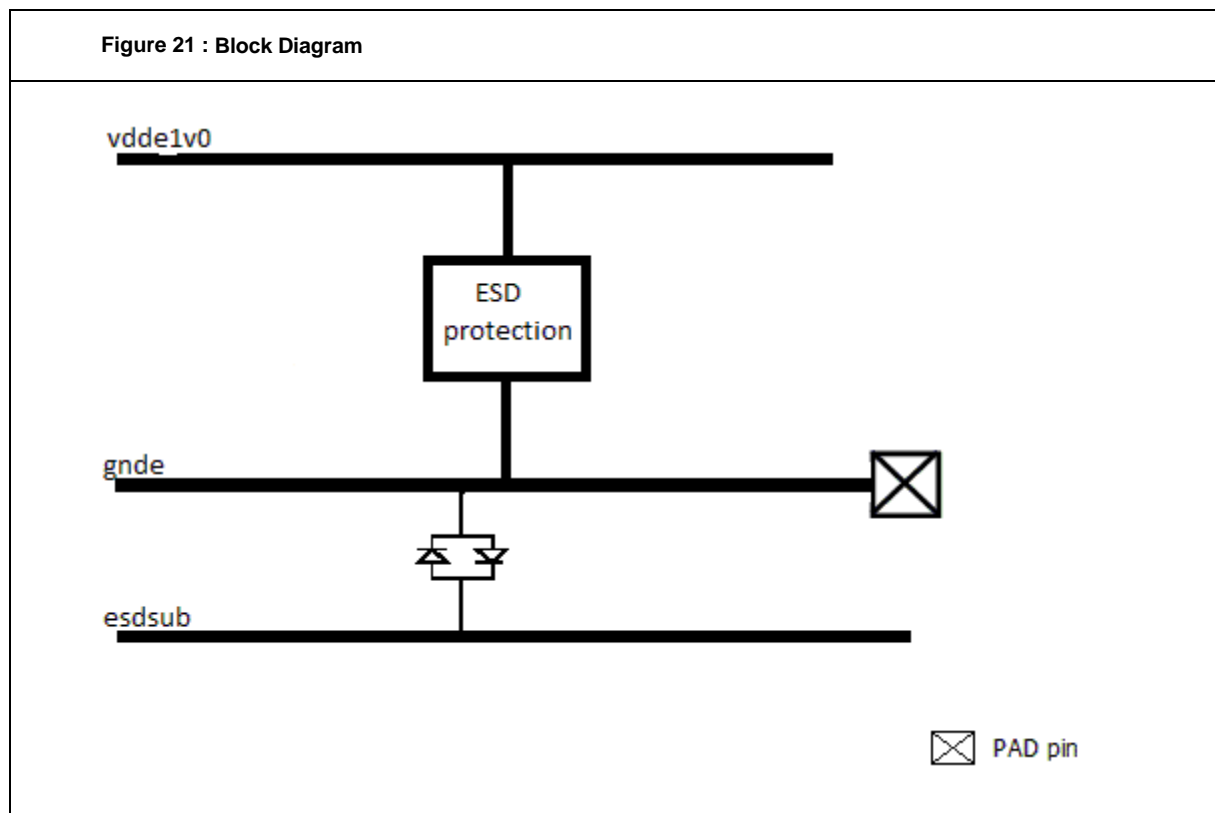 Figure 21 : Block Diagram
vdde1v0
ESD
protection
gnde
esdsub
PAD pin